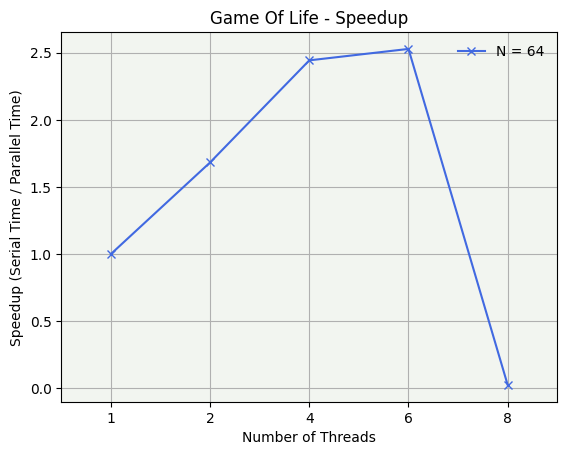 Game Of Life - Speedup
N = 64
Speedup (Serial Time / Parallel Time)
2.5
2.0
1.5
1.0
0.5
0.0
1 2 4 6 8
Number of Threads